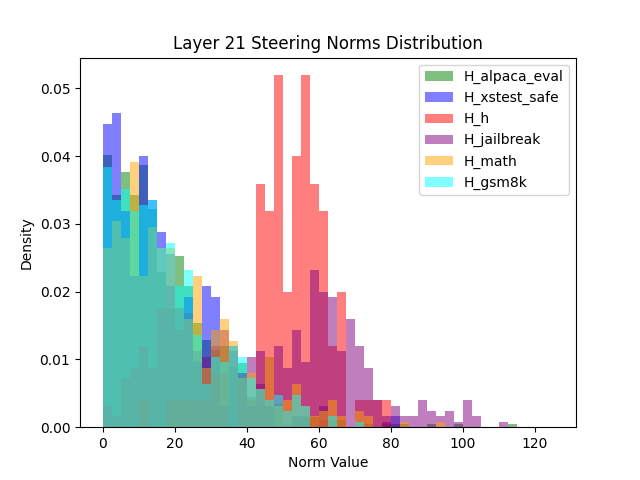 Layer 21 Steering Norms Distribution
H_alpaca_eval
H_xstest_safe
H_h
H_jailbreak
H_math
H_gsm8k
Density
0.05
0.04
0.03
0.02
0.01
0.00
0 20 40 60 80 100 120
Norm Value